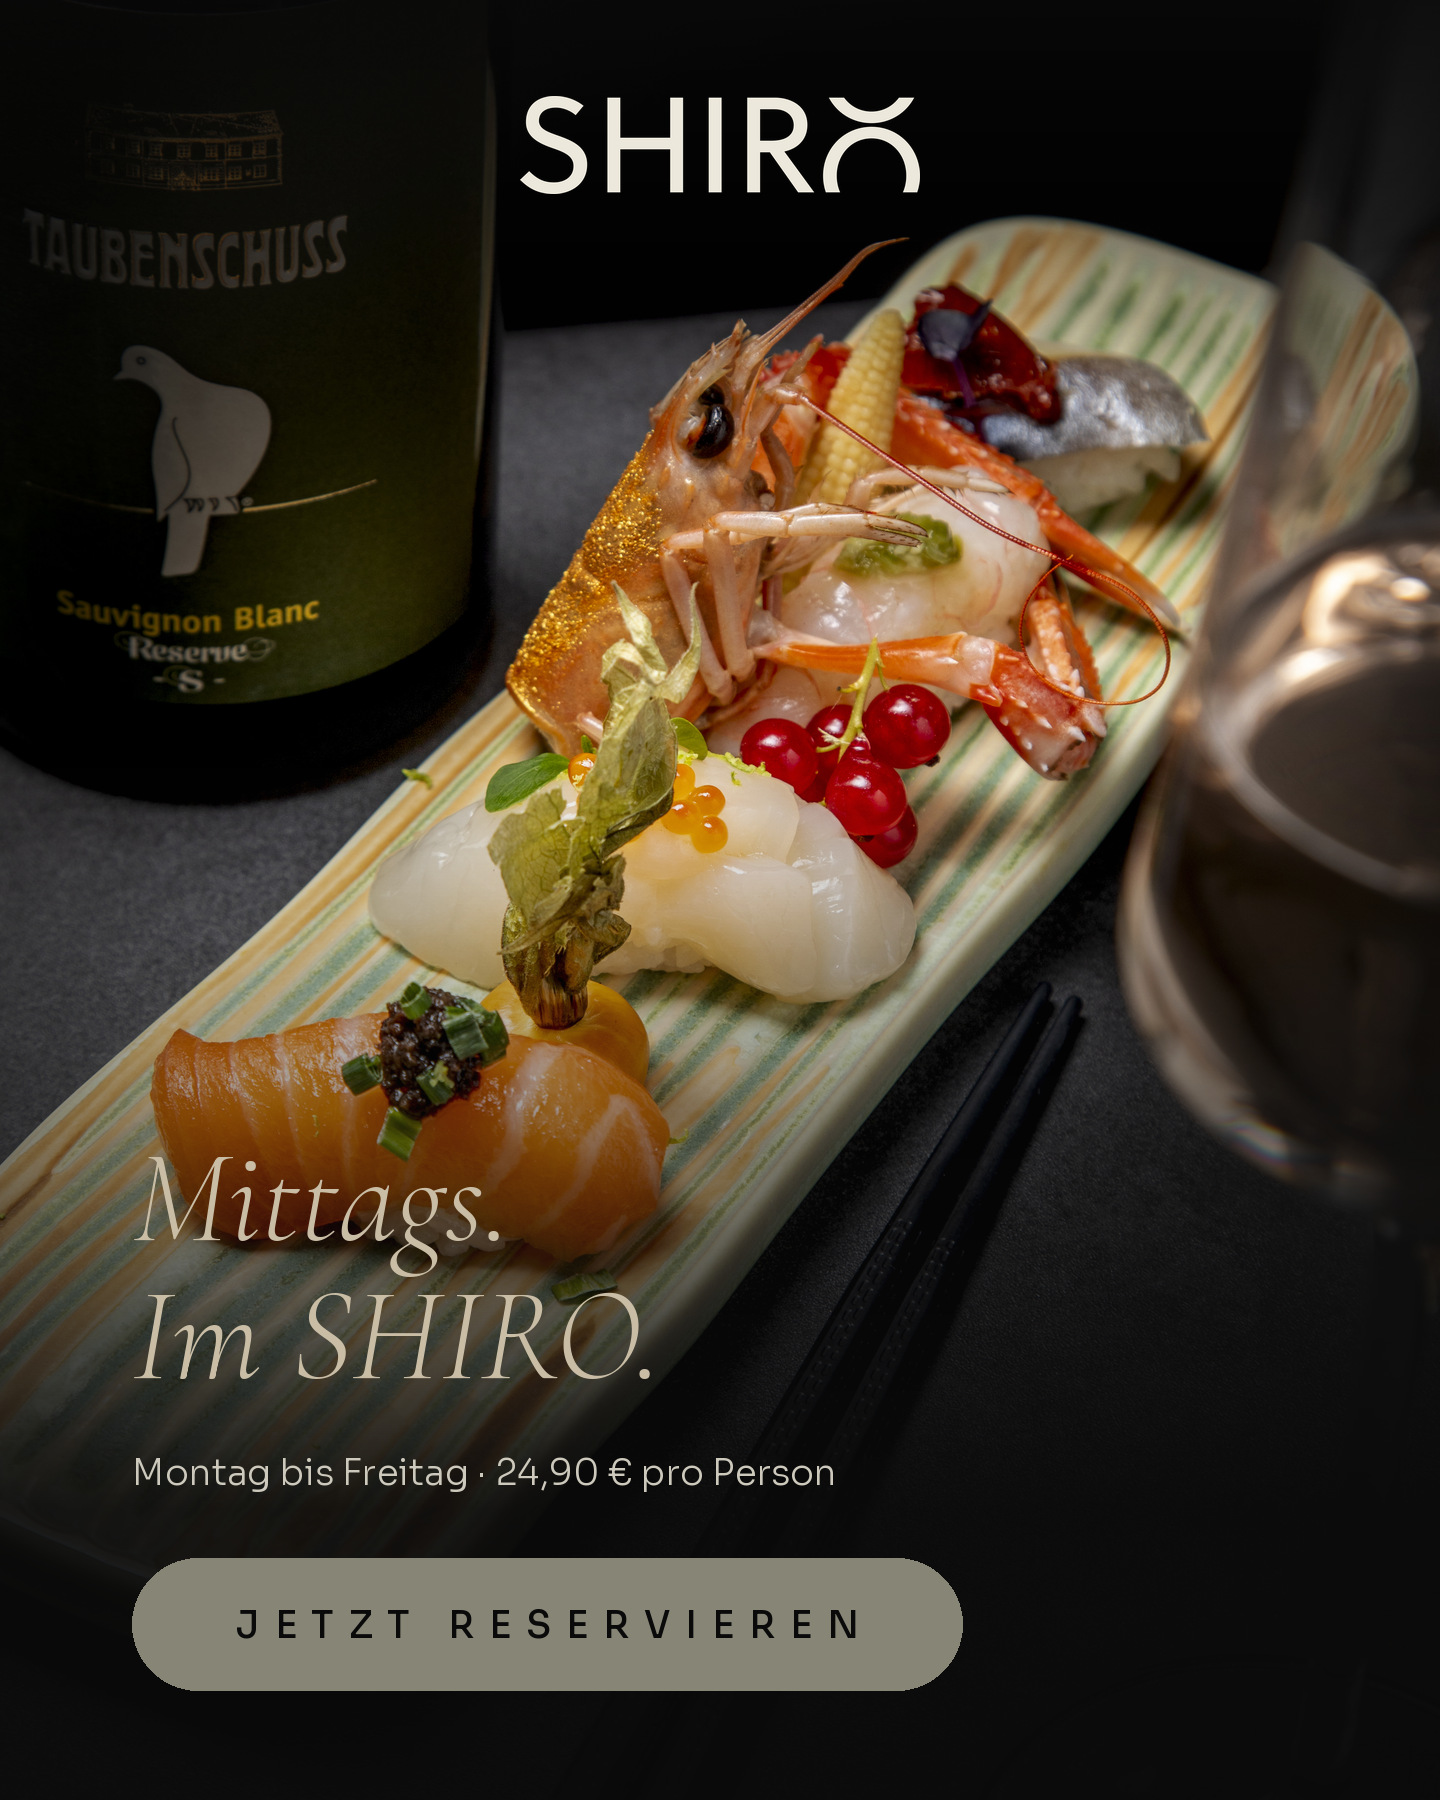 SHIRO
TAUBENSCHUSS
Sauvignon Blanc
Reserve
- S -
Mittags.
Im SHIRO.
Montag bis Freitag · 24,90 € pro Person
JETZT RESERVIEREN